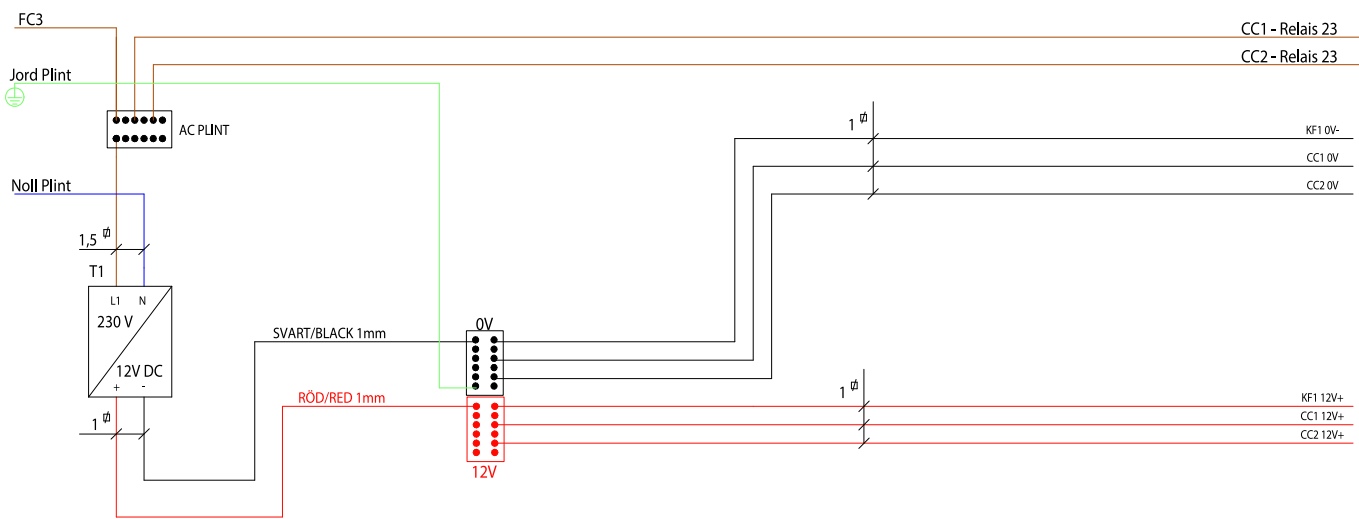 FC3
CC1 - Relais 23
CC2 - Relais 23
Jord Plint
AC PLINT
1 ⌀
KF1 0V-
CC1 0V
CC2 0V
Noll Plint
1,5 ⌀
T1
L1 N
230 V
12V DC
+ -
1 ⌀
SVART/BLACK 1mm
0V
RÖD/RED 1mm
12V
1 ⌀
KF1 12V+
CC1 12V+
CC2 12V+